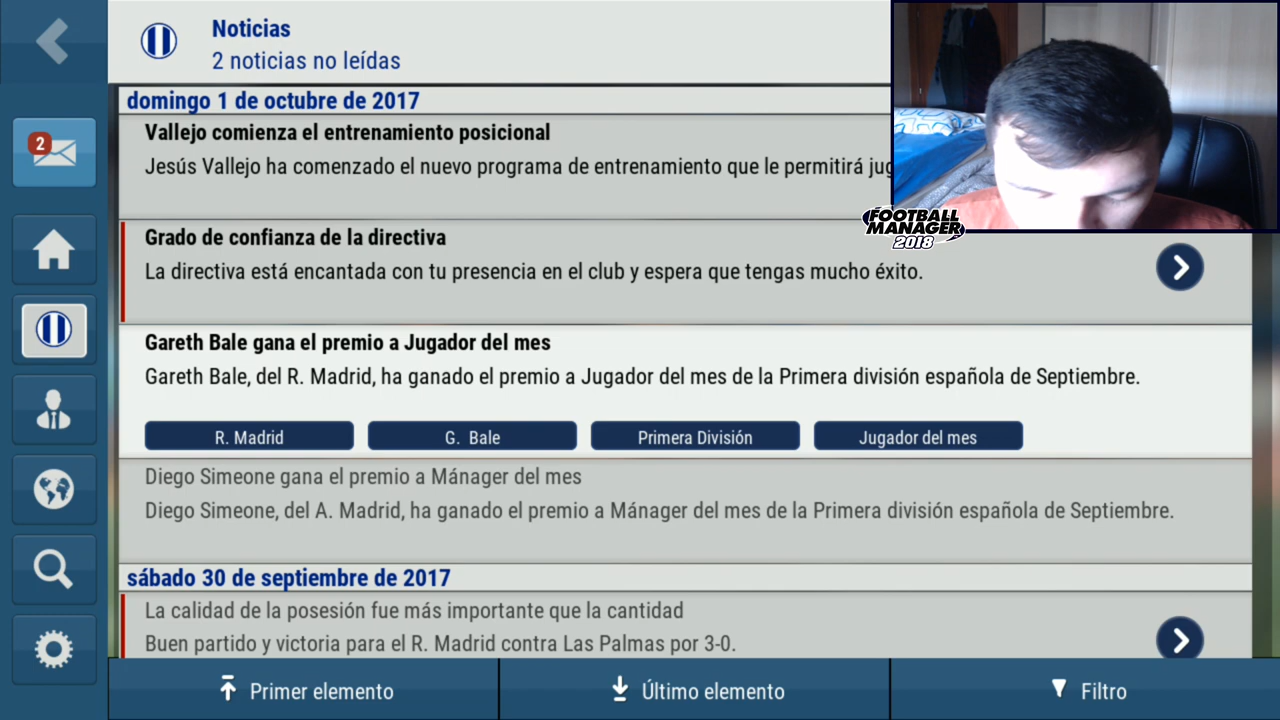 Noticias
2 noticias no leídas
domingo 1 de octubre de 2017
Vallejo comienza el entrenamiento posicional
Jesús Vallejo ha comenzado el nuevo programa de entrenamiento que le permitirá
FOOTBALL
MANAGER
2018
2
Grado de confianza de la directiva
La directiva está encantada con tu presencia en el club y espera que tengas mucho éxito.
Gareth Bale gana el premio a Jugador del mes
Gareth Bale, del R. Madrid, ha ganado el premio a Jugador del mes de la Primera división española de Septiembre.
R. Madrid G. Bale Primera División Jugador del mes
Diego Simeone gana el premio a Mánager del mes
Diego Simeone, del A. Madrid, ha ganado el premio a Mánager del mes de la Primera división española de Septiembre.
sábado 30 de septiembre de 2017
La calidad de la posesión fue más importante que la cantidad
Buen partido y victoria para el R. Madrid contra Las Palmas por 3-0.
Primer elemento Último elemento Filtro